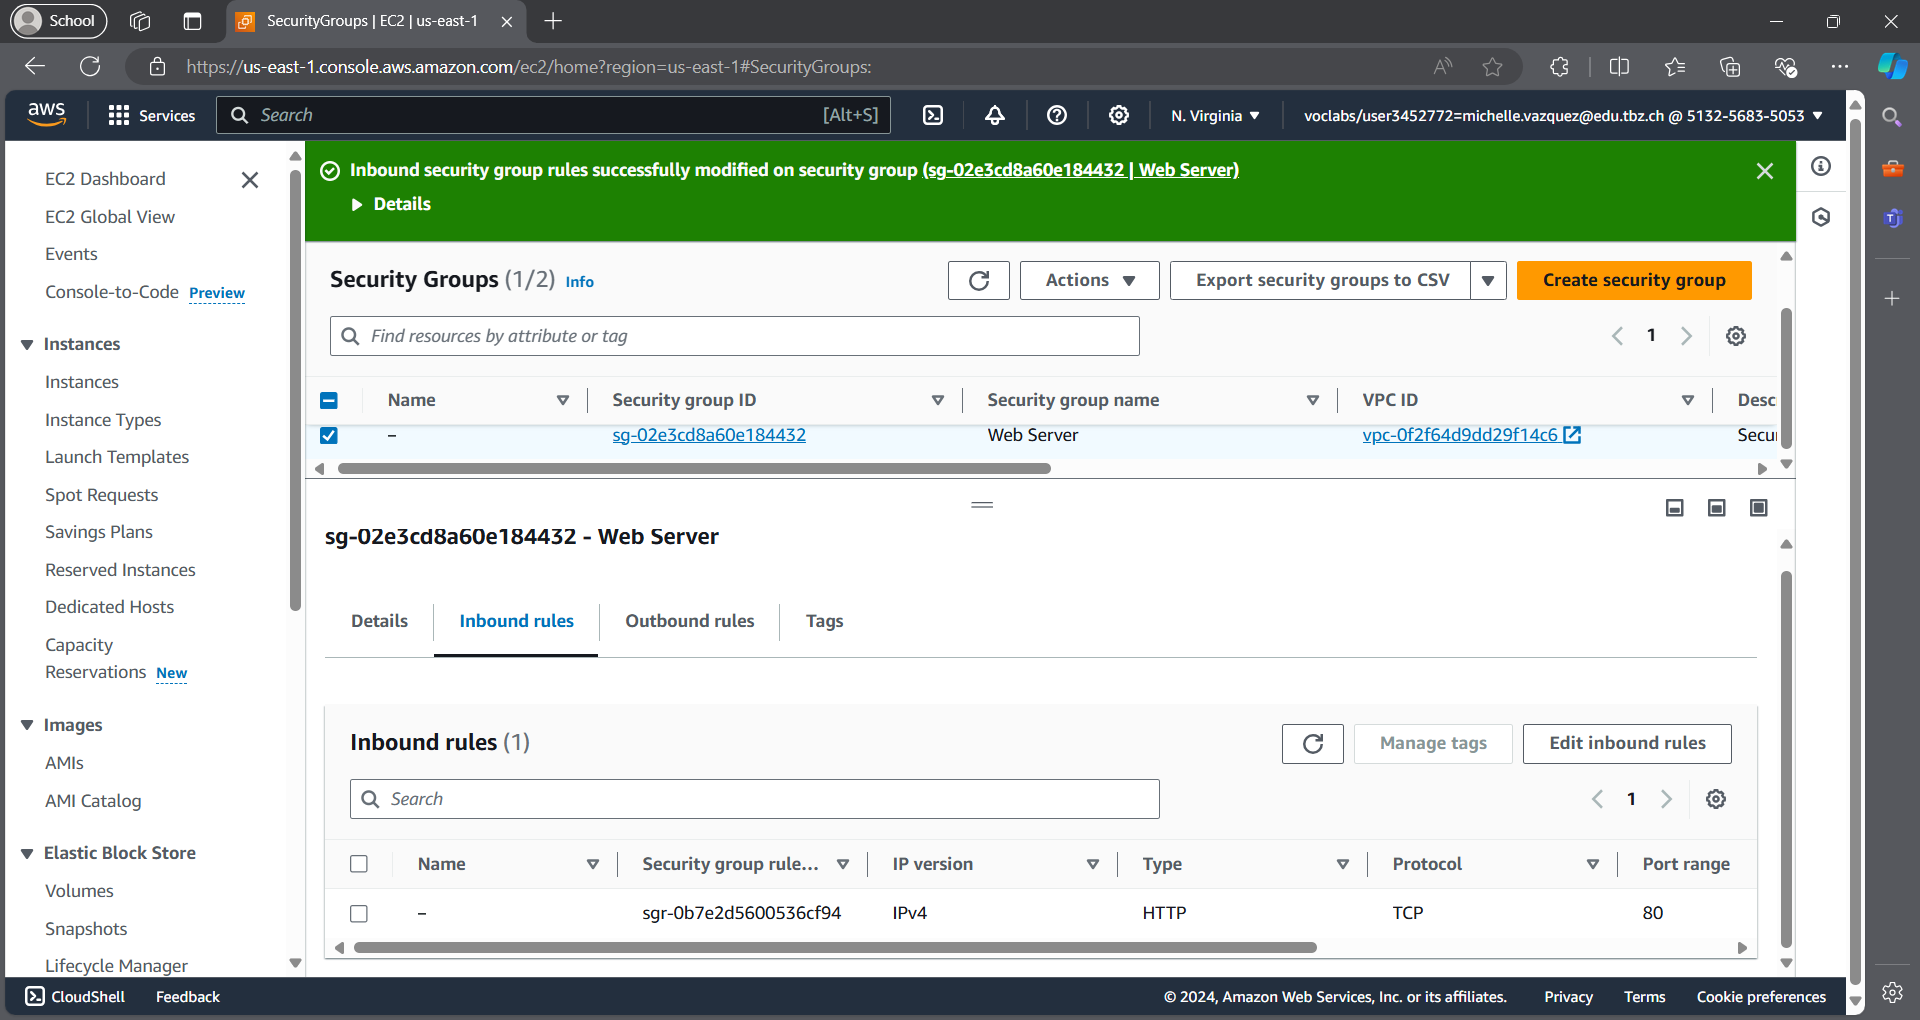 School
SecurityGroups | EC2 | us-east-1
https://us-east-1.console.aws.amazon.com/ec2/home?region=us-east-1#SecurityGroups:
aws
Services
Search
[Alt+S]
N. Virginia
voclabs/user3452772=michelle.vazquez@edu.tbz.ch @ 5132-5683-5053
EC2 Dashboard
EC2 Global View
Events
Console-to-Code Preview
Instances
Instances
Instance Types
Launch Templates
Spot Requests
Savings Plans
Reserved Instances
Dedicated Hosts
Capacity
Reservations New
Images
AMIs
AMI Catalog
Elastic Block Store
Volumes
Snapshots
Lifecycle Manager
Inbound security group rules successfully modified on security group (sg-02e3cd8a60e184432 | Web Server)
Details
Security Groups (1/2) Info
Actions
Export security groups to CSV
Create security group
Find resources by attribute or tag
1
Name Security group ID Security group name VPC ID Desc
– sg-02e3cd8a60e184432 Web Server vpc-0f2f64d9dd29f14c6 Secu
sg-02e3cd8a60e184432 - Web Server
Details Inbound rules Outbound rules Tags
Inbound rules (1)
Manage tags
Edit inbound rules
Search
1
Name Security group rule... IP version Type Protocol Port range
– sgr-0b7e2d5600536cf94 IPv4 HTTP TCP 80
CloudShell Feedback © 2024, Amazon Web Services, Inc. or its affiliates. Privacy Terms Cookie preferences